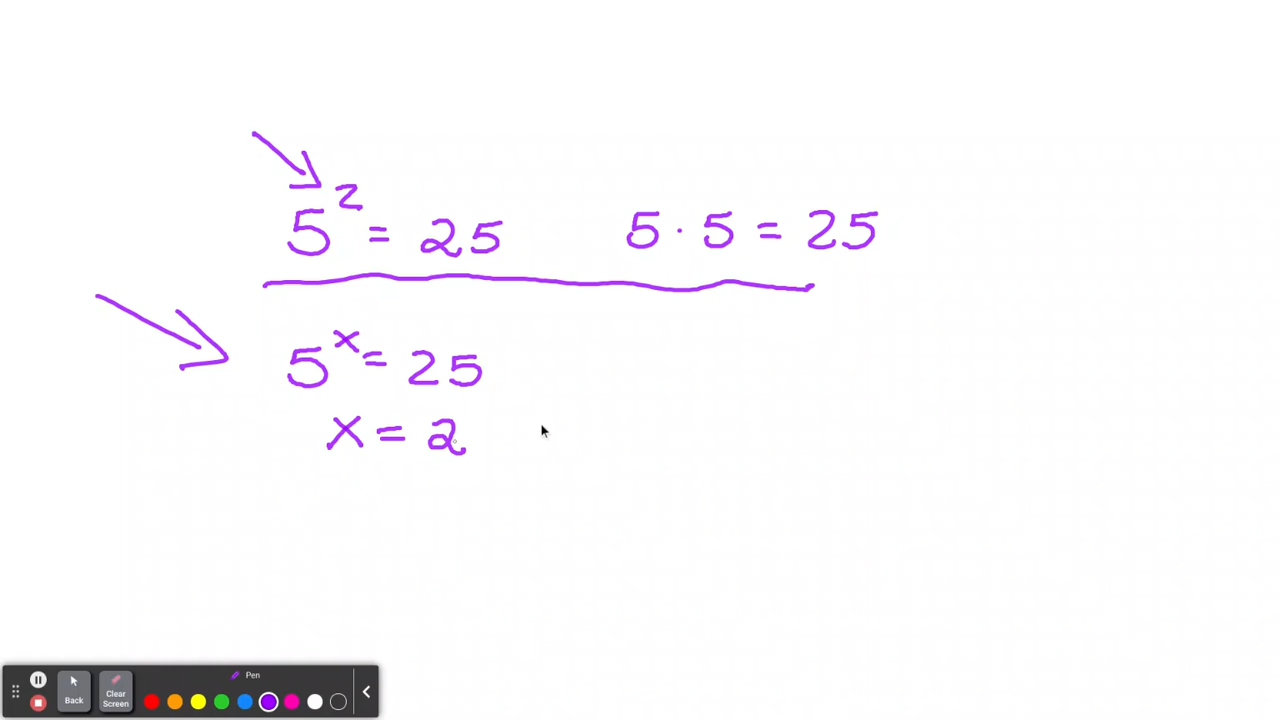 5² = 25 5 · 5 = 25
5ˣ = 25
x = 2
Pen
Back
Clear
Screen